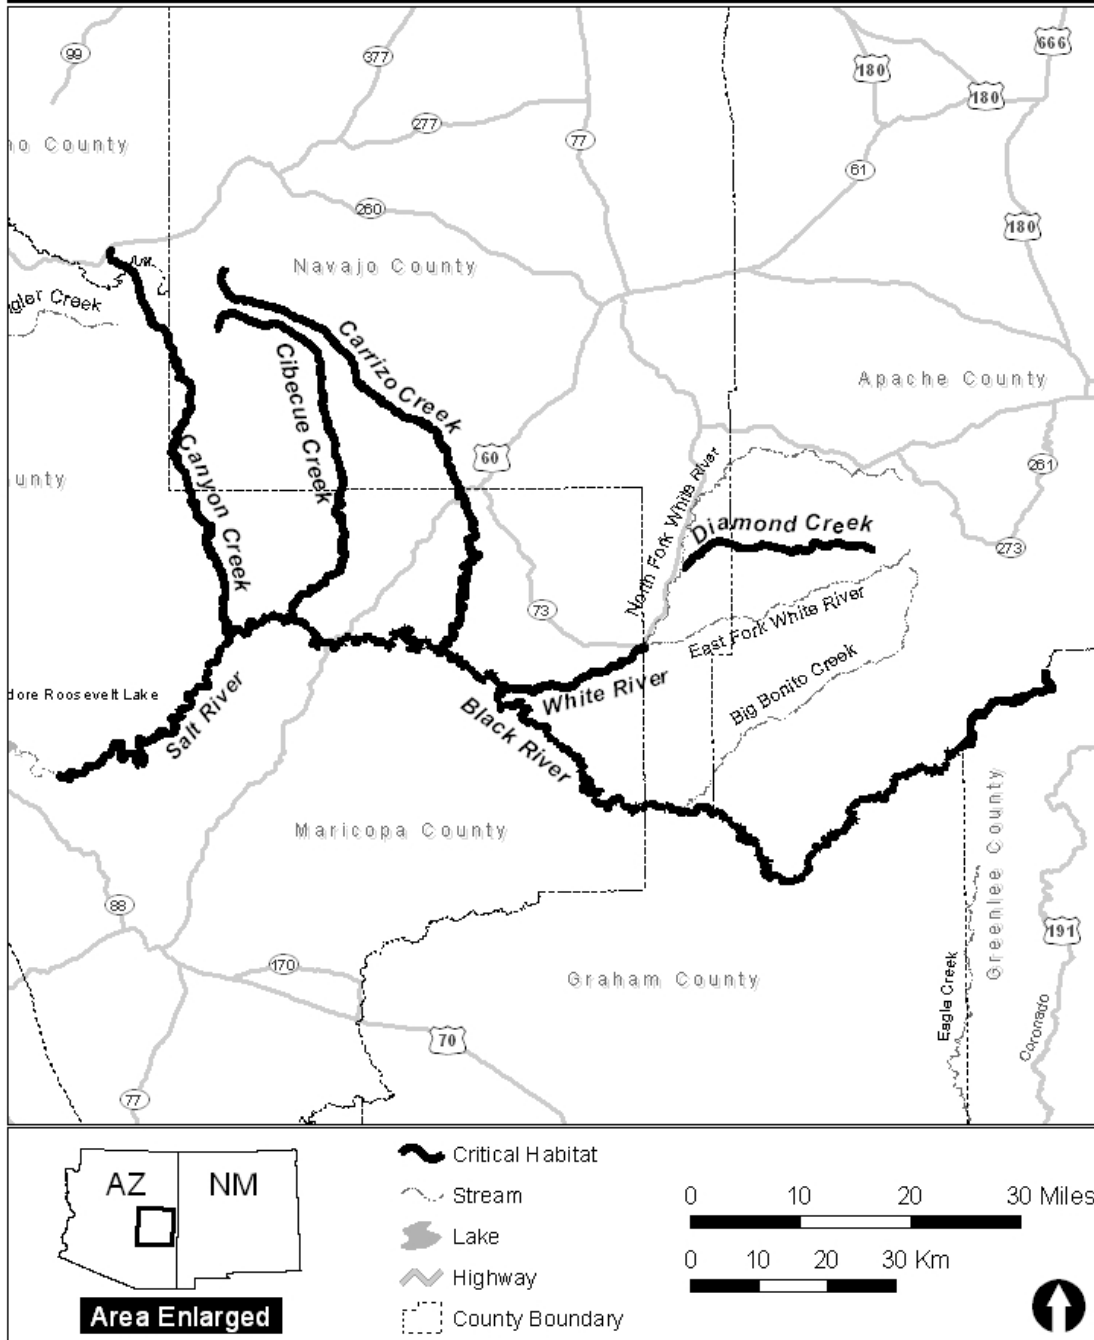 99
377
666
180
180
277
77
no County
61
260
180
Navajo County
gler Creek
Carrizo Creek
Cibecue Creek
Apache County
60
Canyon Creek
unty
North Fork White River
261
Diamond Creek
273
73
East Fork White River
Big Bonito Creek
White River
dore Roosevelt Lake
Salt River
Black River
Maricopa County
Greenlee County
88
191
170
Graham County
Eagle Creek
Coronado
70
77
AZ
NM
Area Enlarged
Critical Habitat
Stream
Lake
Highway
County Boundary
0 10 20 30 Miles
0 10 20 30 Km